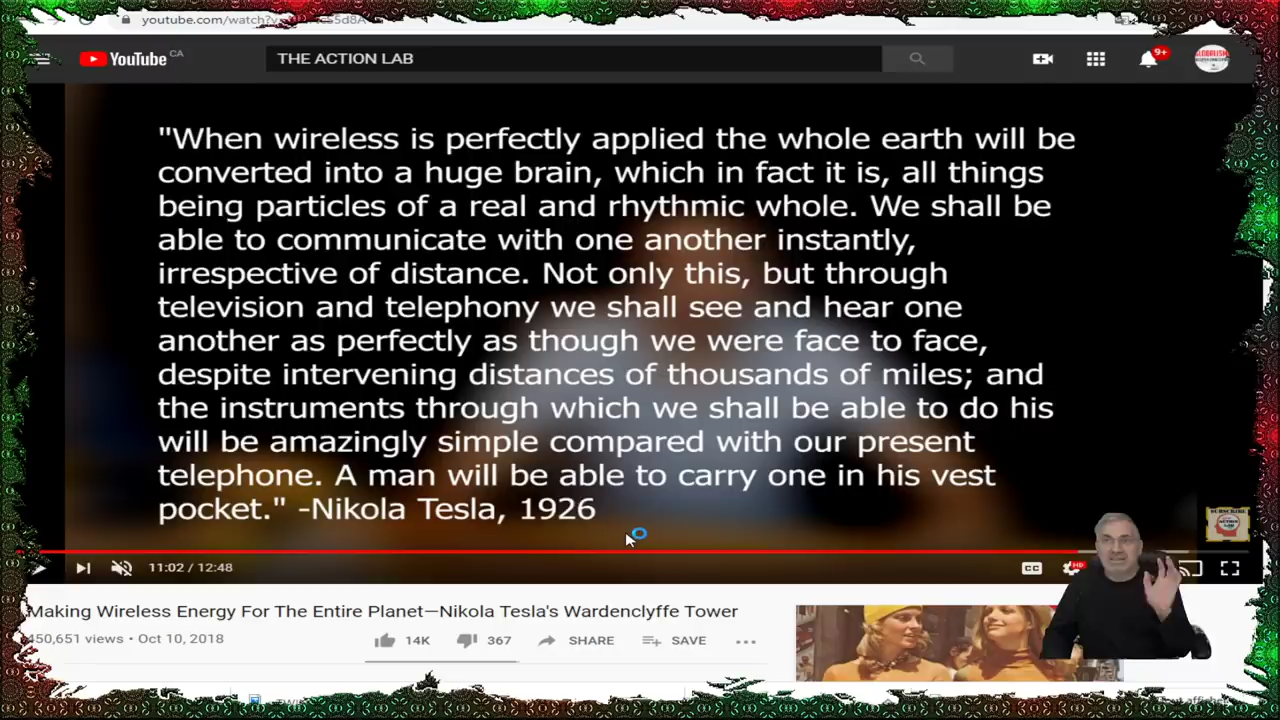 YouTube CA
THE ACTION LAB
9+
"When wireless is perfectly applied the whole earth will be
converted into a huge brain, which in fact it is, all things
being particles of a real and rhythmic whole. We shall be
able to communicate with one another instantly,
irrespective of distance. Not only this, but through
television and telephony we shall see and hear one
another as perfectly as though we were face to face,
despite intervening distances of thousands of miles; and
the instruments through which we shall be able to do his
will be amazingly simple compared with our present
telephone. A man will be able to carry one in his vest
pocket." -Nikola Tesla, 1926
SUBSCRIBE
11:02 / 12:48
CC
HD
Making Wireless Energy For The Entire Planet—Nikola Tesla's Wardenclyffe Tower
450,651 views • Oct 10, 2018
14K
367
SHARE
SAVE